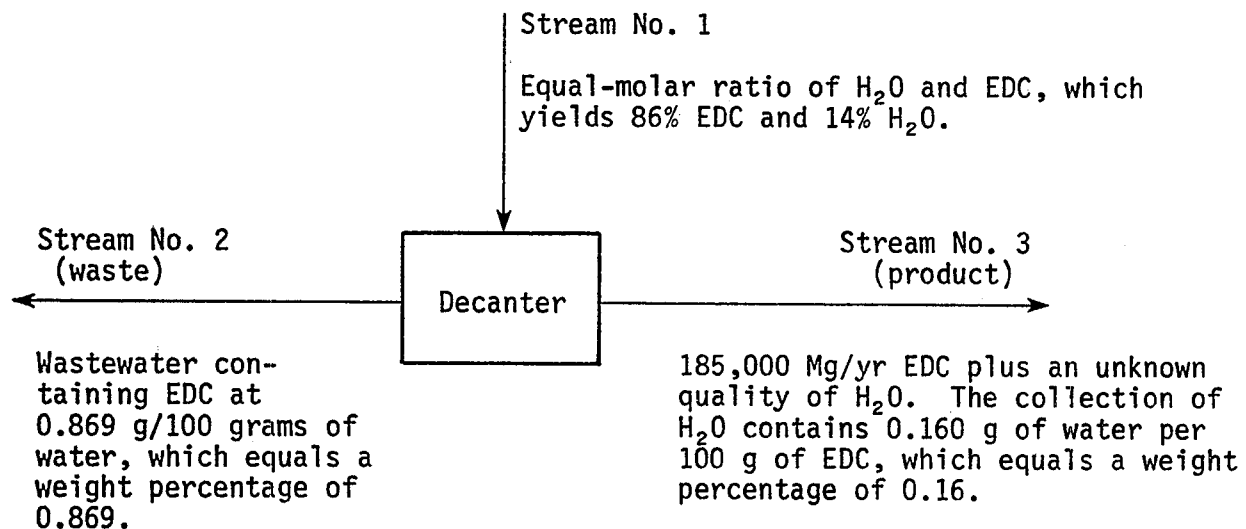 Stream No. 1
Equal-molar ratio of H₂O and EDC, which
yields 86% EDC and 14% H₂O.
Stream No. 2
(waste)
Decanter
Stream No. 3
(product)
Wastewater con-
taining EDC at
0.869 g/100 grams of
water, which equals a
weight percentage of
0.869.
185,000 Mg/yr EDC plus an unknown
quality of H₂O. The collection of
H₂O contains 0.160 g of water per
100 g of EDC, which equals a weight
percentage of 0.16.